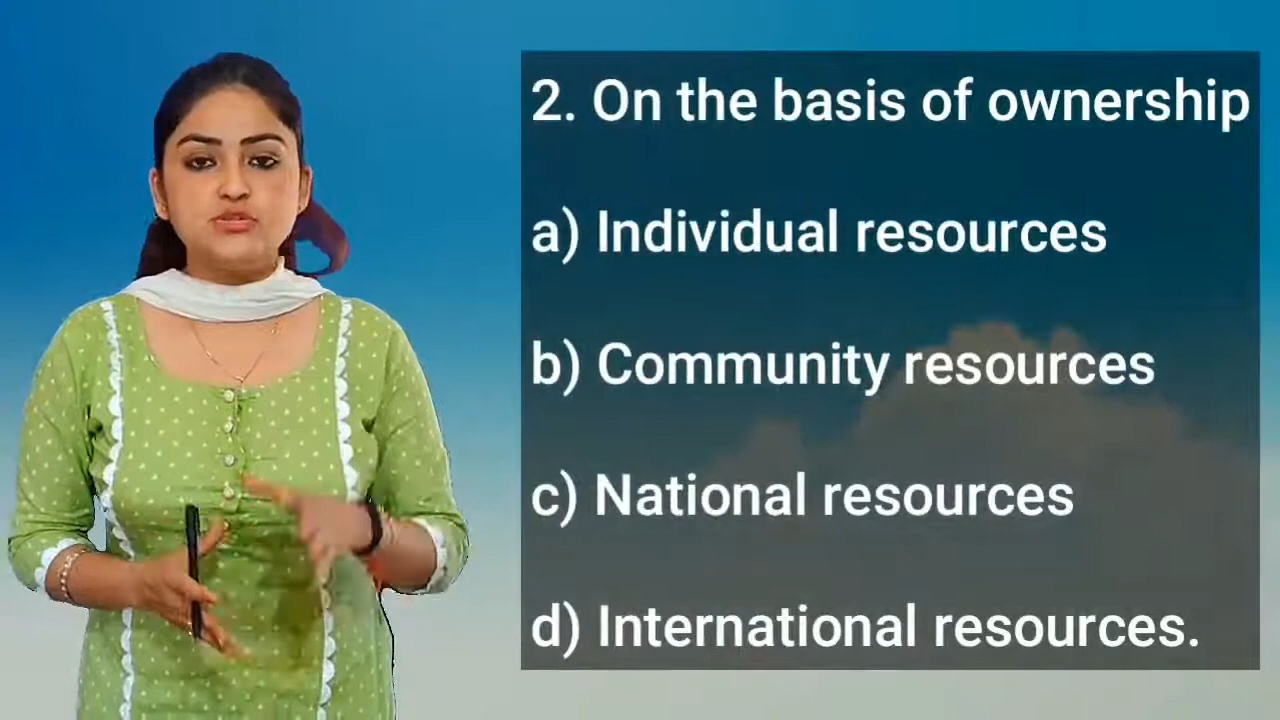 2. On the basis of ownership
a) Individual resources
b) Community resources
c) National resources
d) International resources.